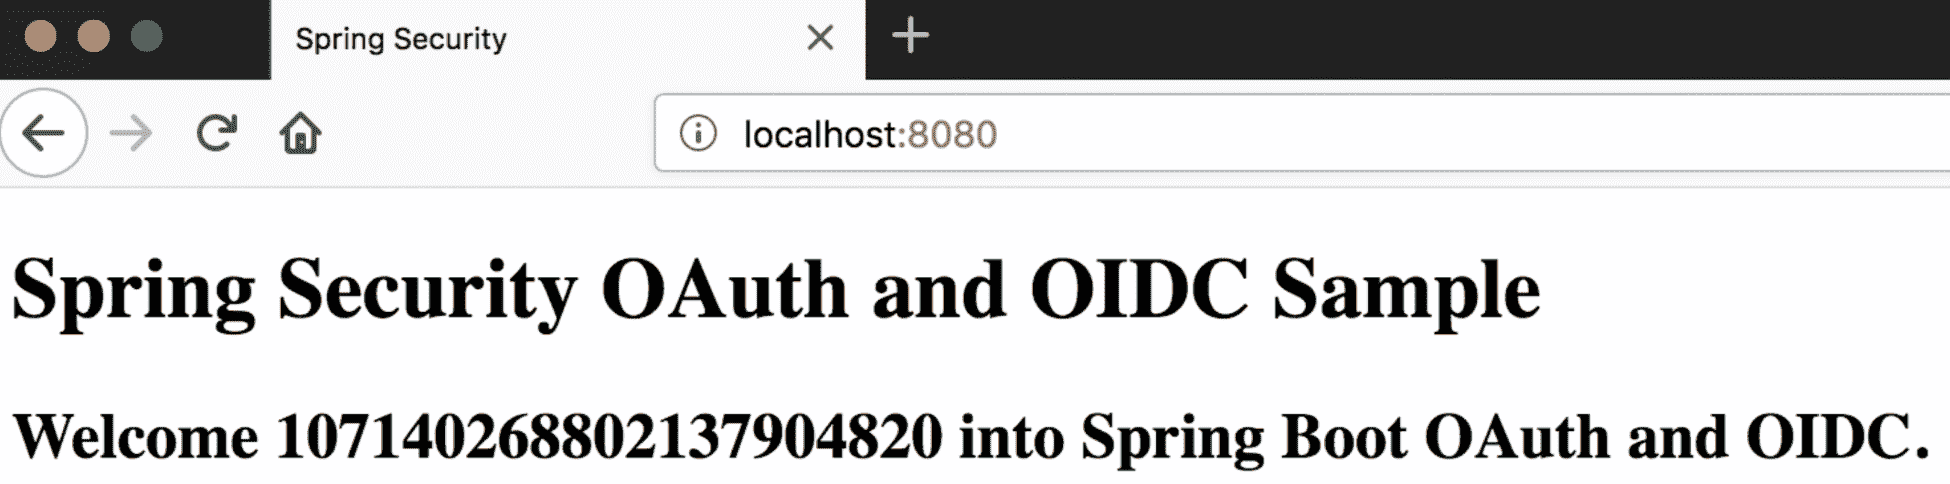 Spring Security
localhost:8080
Spring Security OAuth and OIDC Sample
Welcome 107140268802137904820 into Spring Boot OAuth and OIDC.